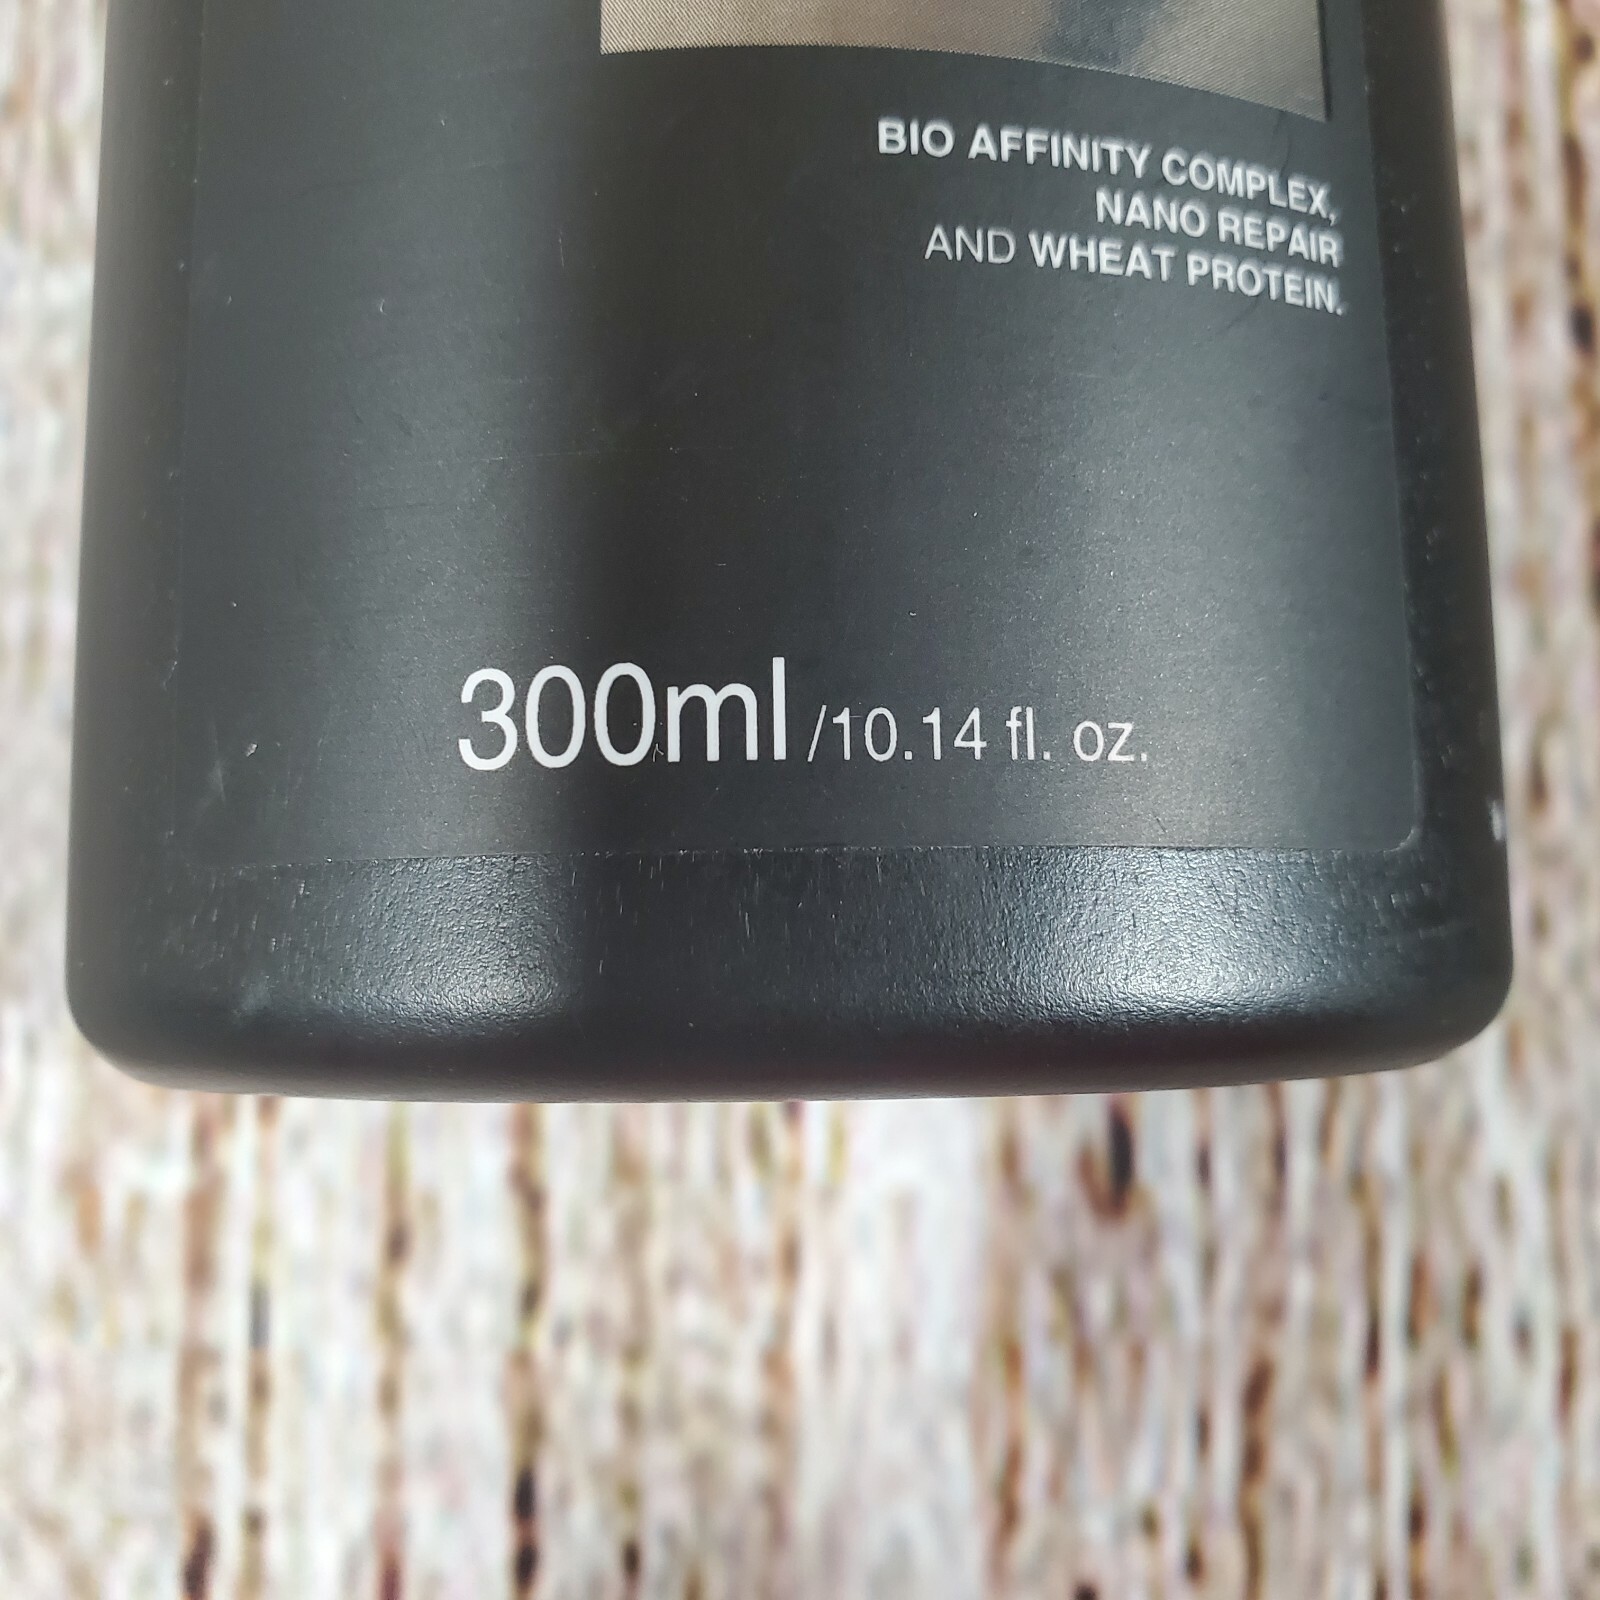 BIO AFFINITY COMPLEX,
NANO REPAIR
AND WHEAT PROTEIN.
300ml /10.14 fl. oz.